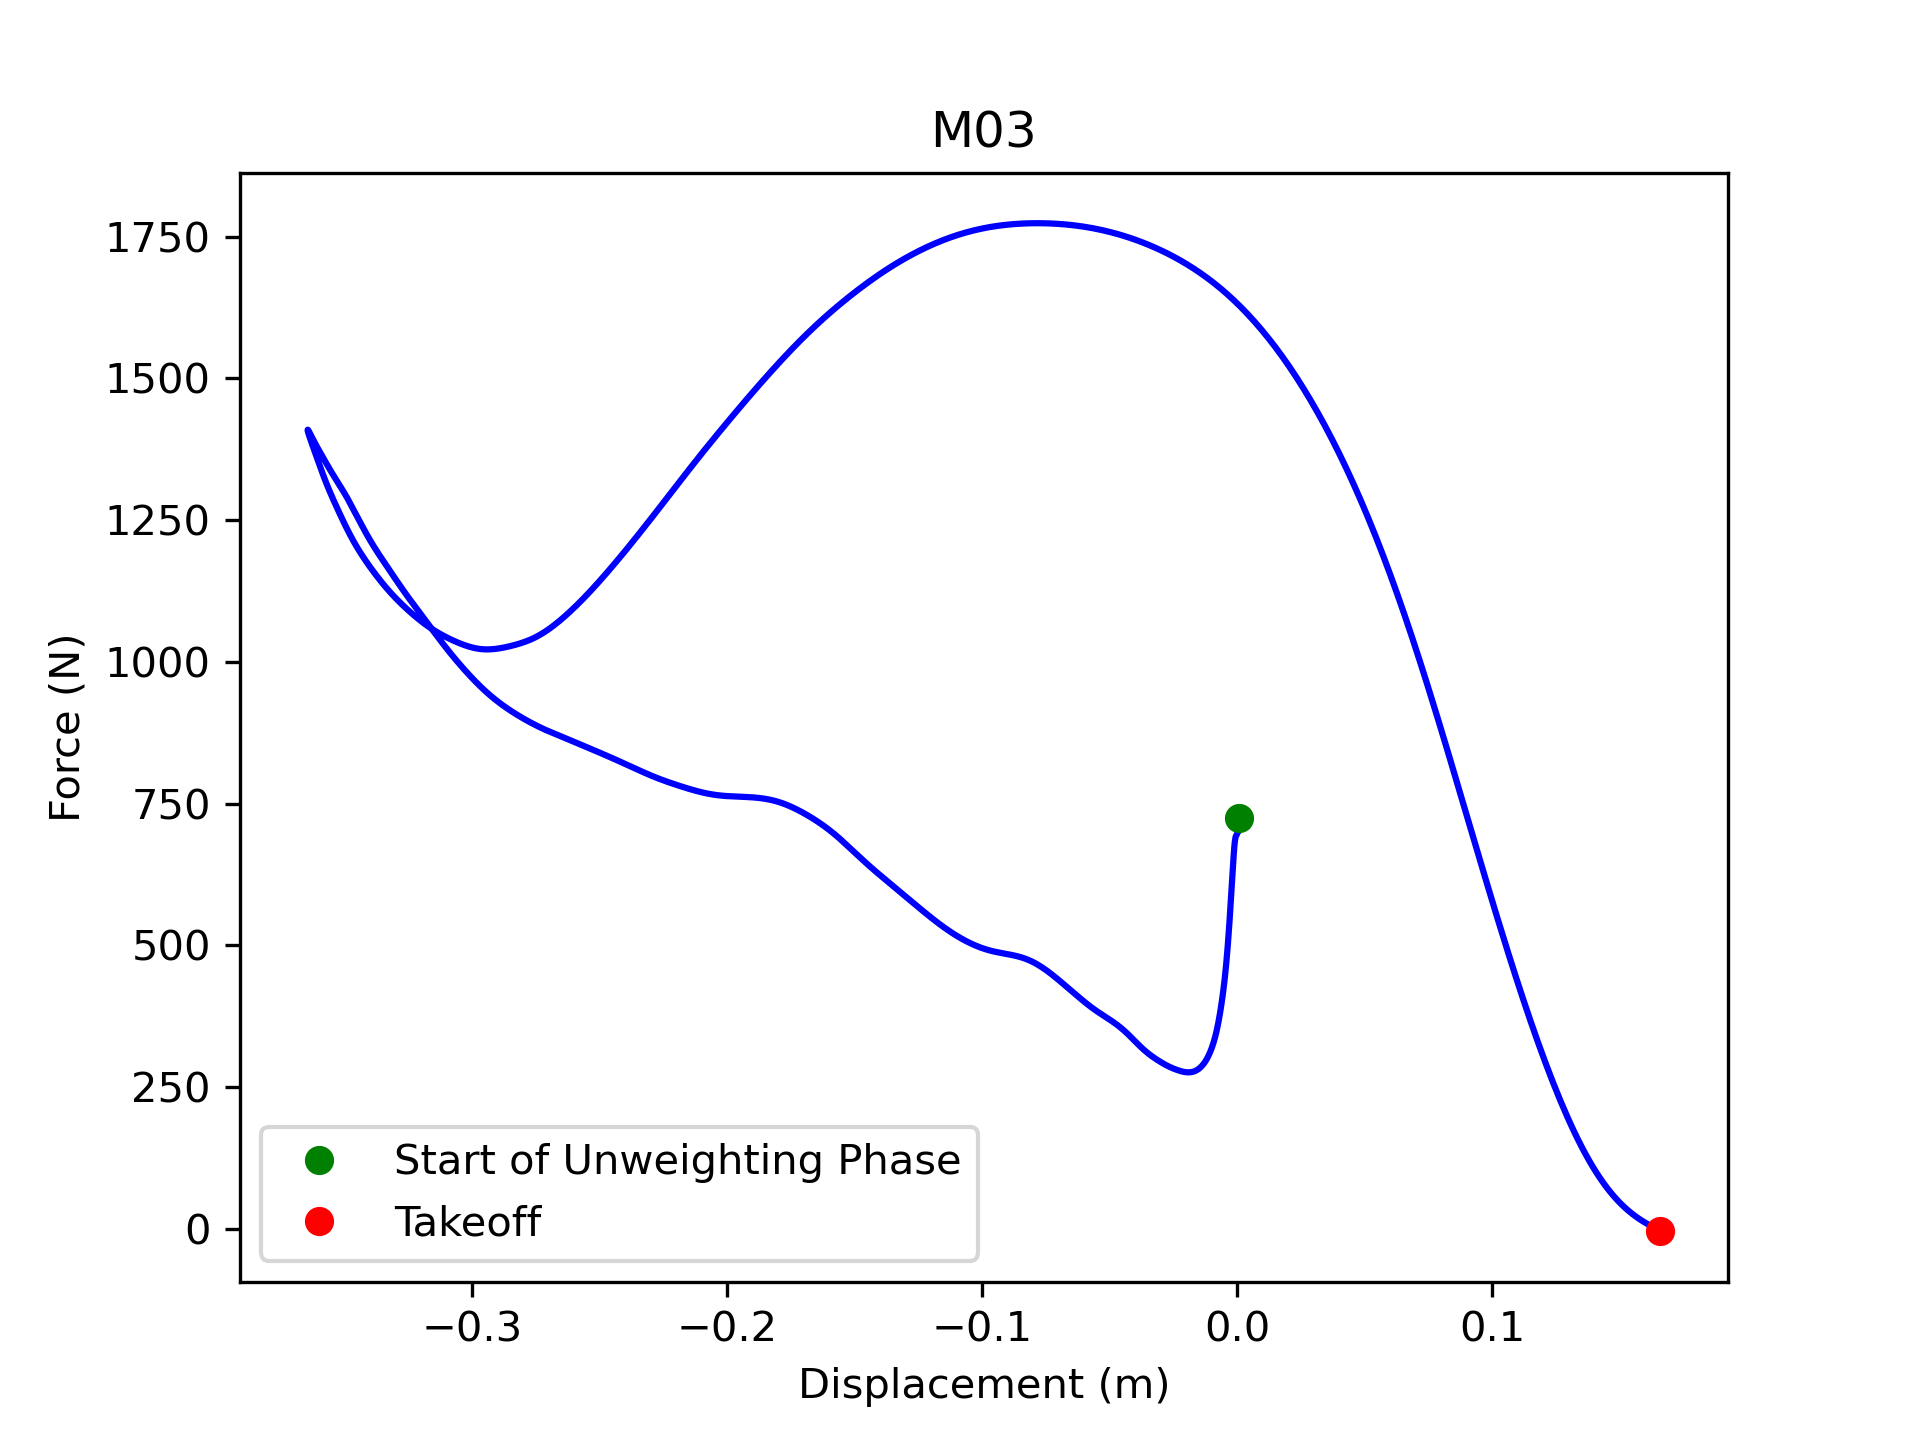 M03
1750
1500
1250
1000
750
500
250
0
Force (N)
Start of Unweighting Phase
Takeoff
−0.3 −0.2 −0.1 0.0 0.1
Displacement (m)